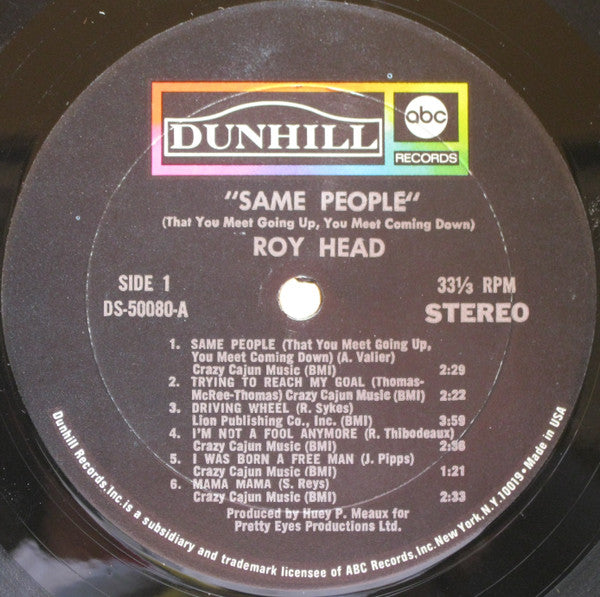 DUNHILL
abc
RECORDS
"SAME PEOPLE"
(That You Meet Going Up, You Meet Coming Down)
ROY HEAD
SIDE 1
DS-50080-A
33⅓ RPM
STEREO
1. SAME PEOPLE (That You Meet Going Up,
You Meet Coming Down) (A. Valier)
Crazy Cajun Music (BMI) 2:29
2. TRYING TO REACH MY GOAL (Thomas-
McRee-Thomas) Crazy Cajun Music (BMI) 2:22
3. DRIVING WHEEL (R. Sykes)
Lion Publishing Co., Inc. (BMI) 3:59
4. I'M NOT A FOOL ANYMORE (R. Thibodeaux)
Crazy Cajun Music (BMI) 2:38
5. I WAS BORN A FREE MAN (J. Pipps)
Crazy Cajun Music (BMI) 1:21
6. MAMA MAMA (S. Reys)
Crazy Cajun Music (BMI) 2:33
Produced by Huey P. Meaux for
Pretty Eyes Productions Ltd.
Dunhill Records, Inc. is a subsidiary and trademark licensee of ABC Records, Inc. New York, N.Y. 10019 • Made in USA